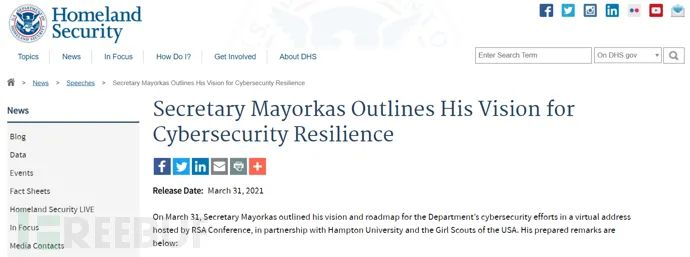 Homeland
Security
Topics News In Focus How Do I? Get Involved About DHS
Enter Search Term On DHS.gov
> News > Speeches > Secretary Mayorkas Outlines His Vision for Cybersecurity Resilience
News
Blog
Data
Events
Fact Sheets
Homeland Security LIVE
In Focus
Media Contacts
Secretary Mayorkas Outlines His Vision for
Cybersecurity Resilience
Release Date: March 31, 2021
On March 31, Secretary Mayorkas outlined his vision and roadmap for the Department's cybersecurity efforts in a virtual address
hosted by RSA Conference, in partnership with Hampton University and the Girl Scouts of the USA. His prepared remarks are
below:
REEBUF